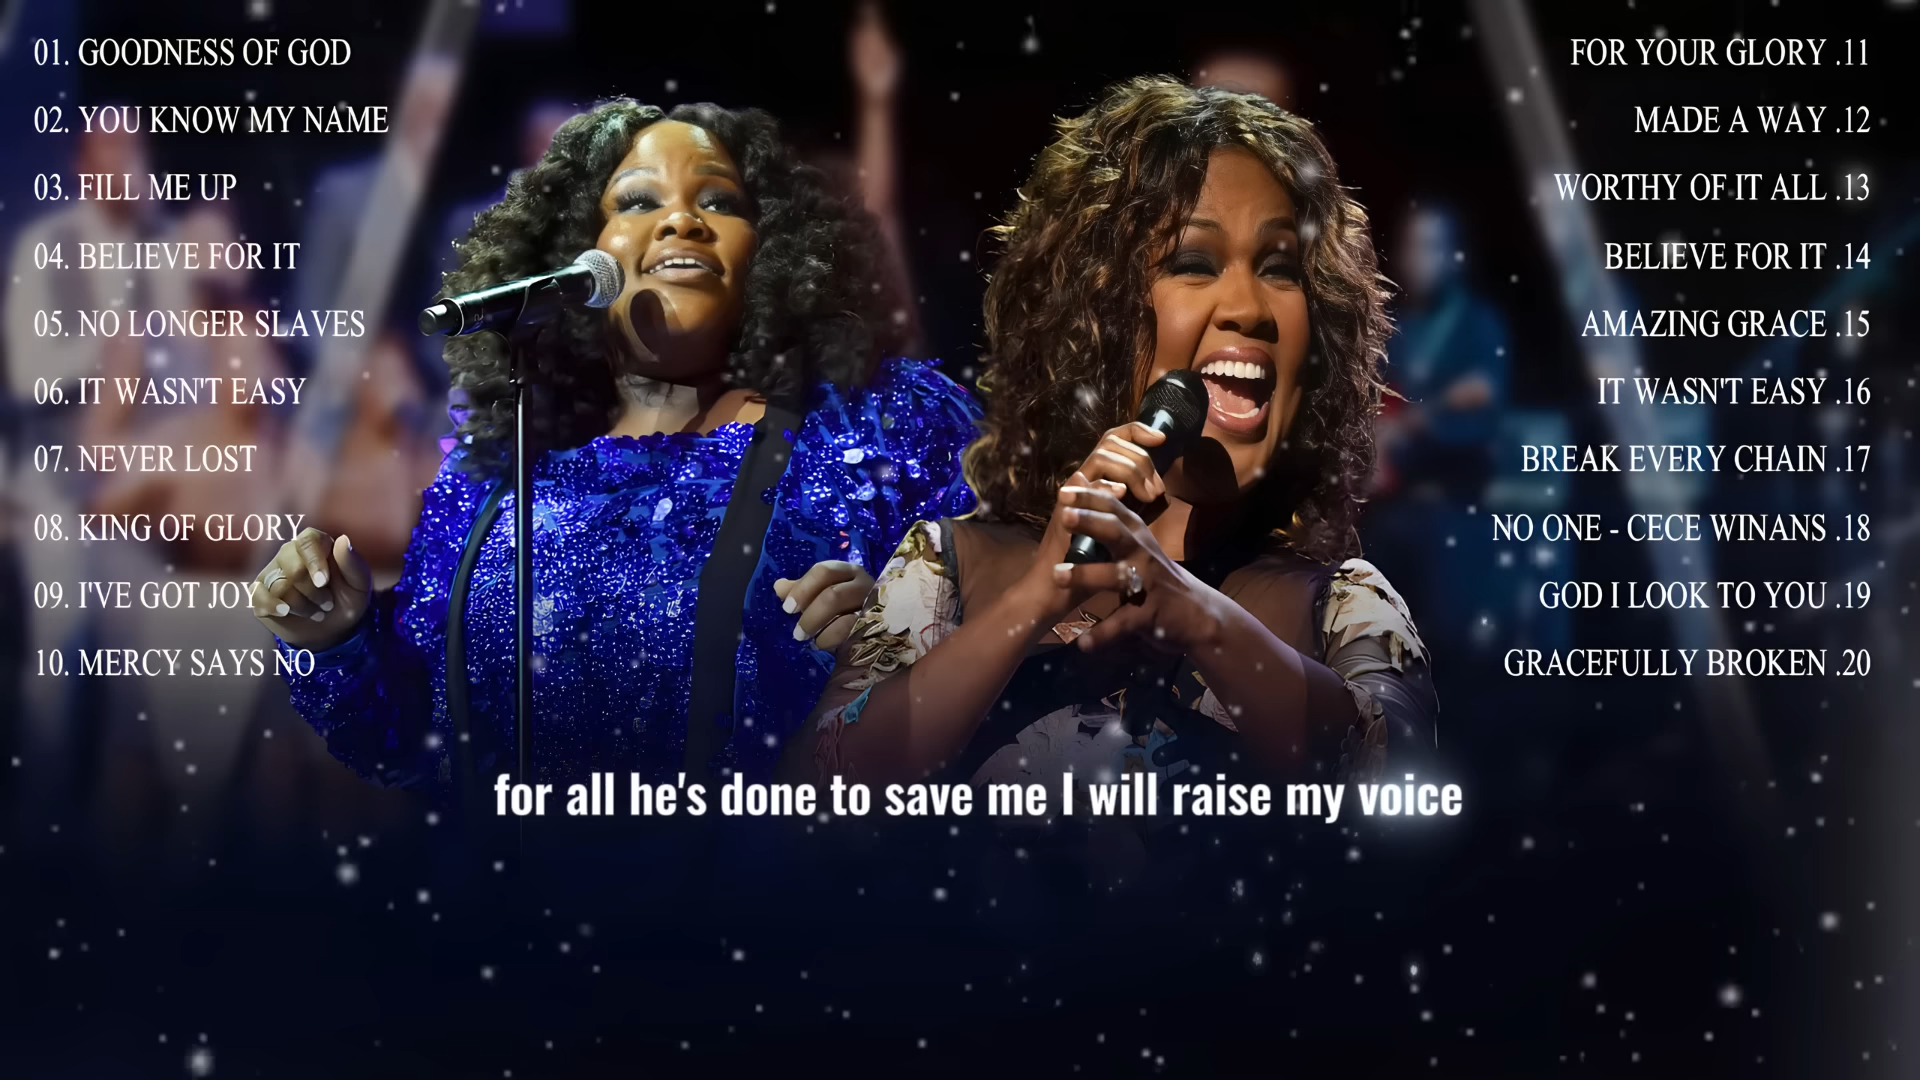 01. GOODNESS OF GOD
02. YOU KNOW MY NAME
03. FILL ME UP
04. BELIEVE FOR IT
05. NO LONGER SLAVES
06. IT WASN'T EASY
07. NEVER LOST
08. KING OF GLORY
09. I'VE GOT JOY
10. MERCY SAYS NO
FOR YOUR GLORY .11
MADE A WAY .12
WORTHY OF IT ALL .13
BELIEVE FOR IT .14
AMAZING GRACE .15
IT WASN'T EASY .16
BREAK EVERY CHAIN .17
NO ONE - CECE WINANS .18
GOD I LOOK TO YOU .19
GRACEFULLY BROKEN .20
for all he's done to save me I will raise my voice